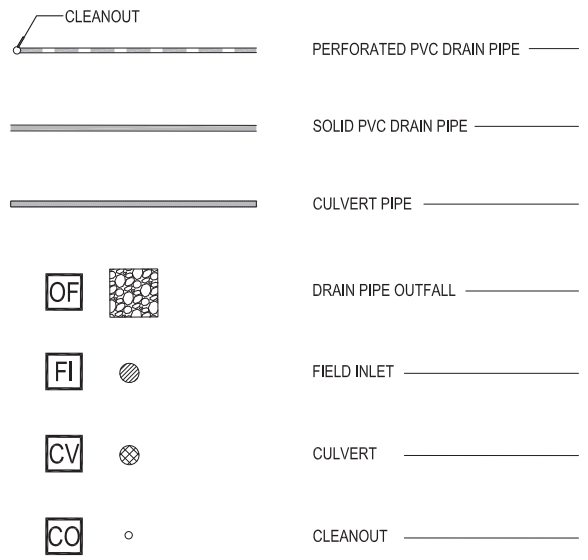 CLEANOUT
PERFORATED PVC DRAIN PIPE
SOLID PVC DRAIN PIPE
CULVERT PIPE
OF DRAIN PIPE OUTFALL
FI FIELD INLET
CV CULVERT
CO CLEANOUT